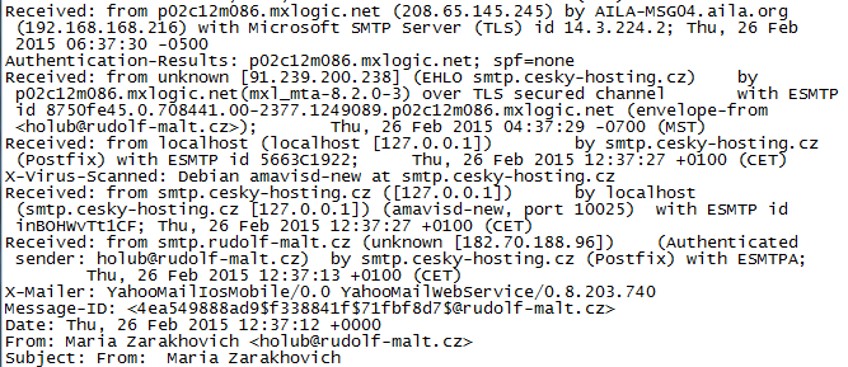 Received: from p02c12m086.mxlogic.net (208.65.145.245) by AILA-MSG04.aila.org
(192.168.168.216) with Microsoft SMTP Server (TLS) id 14.3.224.2; Thu, 26 Feb
2015 06:37:30 -0500
Authentication-Results: p02c12m086.mxlogic.net; spf=none
Received: from unknown [91.239.200.238] (EHLO smtp.cesky-hosting.cz) by
p02c12m086.mxlogic.net(mxl_mta-8.2.0-3) over TLS secured channel with ESMTP
id 8750fe45.0.708441.00-2377.1249089.p02c12m086.mxlogic.net (envelope-from
<holub@rudolf-malt.cz>); Thu, 26 Feb 2015 04:37:29 -0700 (MST)
Received: from localhost (localhost [127.0.0.1]) by smtp.cesky-hosting.cz
(Postfix) with ESMTP id 5663C1922; Thu, 26 Feb 2015 12:37:27 +0100 (CET)
X-Virus-Scanned: Debian amavisd-new at smtp.cesky-hosting.cz
Received: from smtp.cesky-hosting.cz ([127.0.0.1]) by localhost
(smtp.cesky-hosting.cz [127.0.0.1]) (amavisd-new, port 10025) with ESMTP id
inBOHWvTt1CF; Thu, 26 Feb 2015 12:37:27 +0100 (CET)
Received: from smtp.rudolf-malt.cz (unknown [182.70.188.96]) (Authenticated
sender: holub@rudolf-malt.cz) by smtp.cesky-hosting.cz (Postfix) with ESMTPA;
Thu, 26 Feb 2015 12:37:13 +0100 (CET)
X-Mailer: YahooMailIosMobile/0.0 YahooMailWebService/0.8.203.740
Message-ID: <4ea549888ad9$f338841f$71fbf8d7$@rudolf-malt.cz>
Date: Thu, 26 Feb 2015 12:37:12 +0000
From: Maria Zarakhovich <holub@rudolf-malt.cz>
Subject: From: Maria Zarakhovich